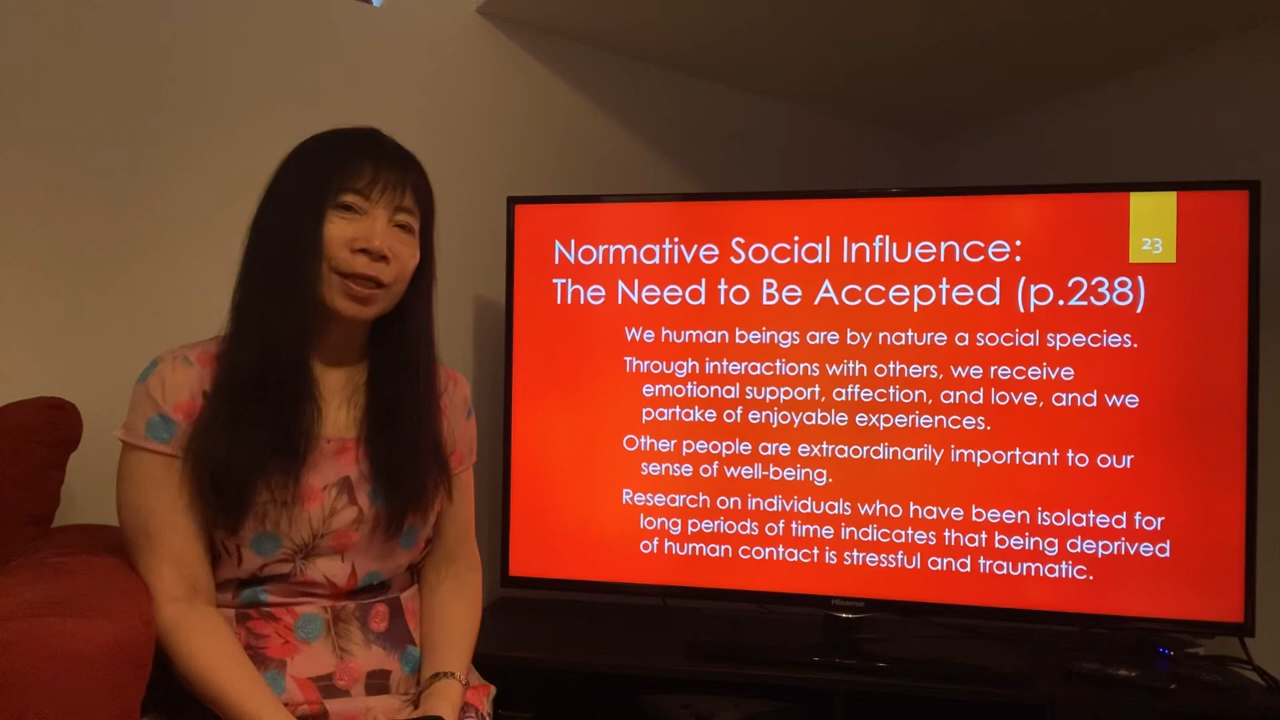 23
Normative Social Influence:
The Need to Be Accepted (p.238)
We human beings are by nature a social species.
Through interactions with others, we receive
emotional support, affection, and love, and we
partake of enjoyable experiences.
Other people are extraordinarily important to our
sense of well-being.
Research on individuals who have been isolated for
long periods of time indicates that being deprived
of human contact is stressful and traumatic.
Hisense